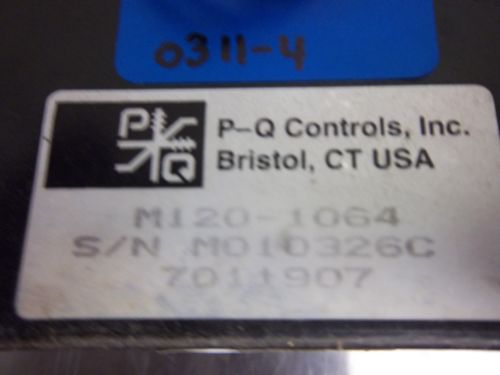 0311-4
P-Q
P-Q Controls, Inc.
Bristol, CT USA
M120-1064
S/N M010326C
7011907